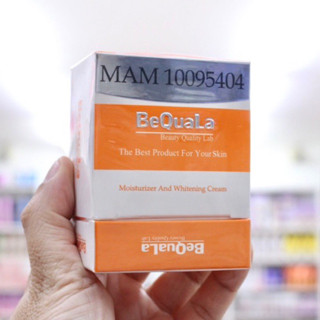 MAM 10095404
BeQuaLa
Beauty Quality Lab
The Best Product For Your Skin
Moisturizer And Whitening Cream
BeQuaLa
Beauty Quality Lab